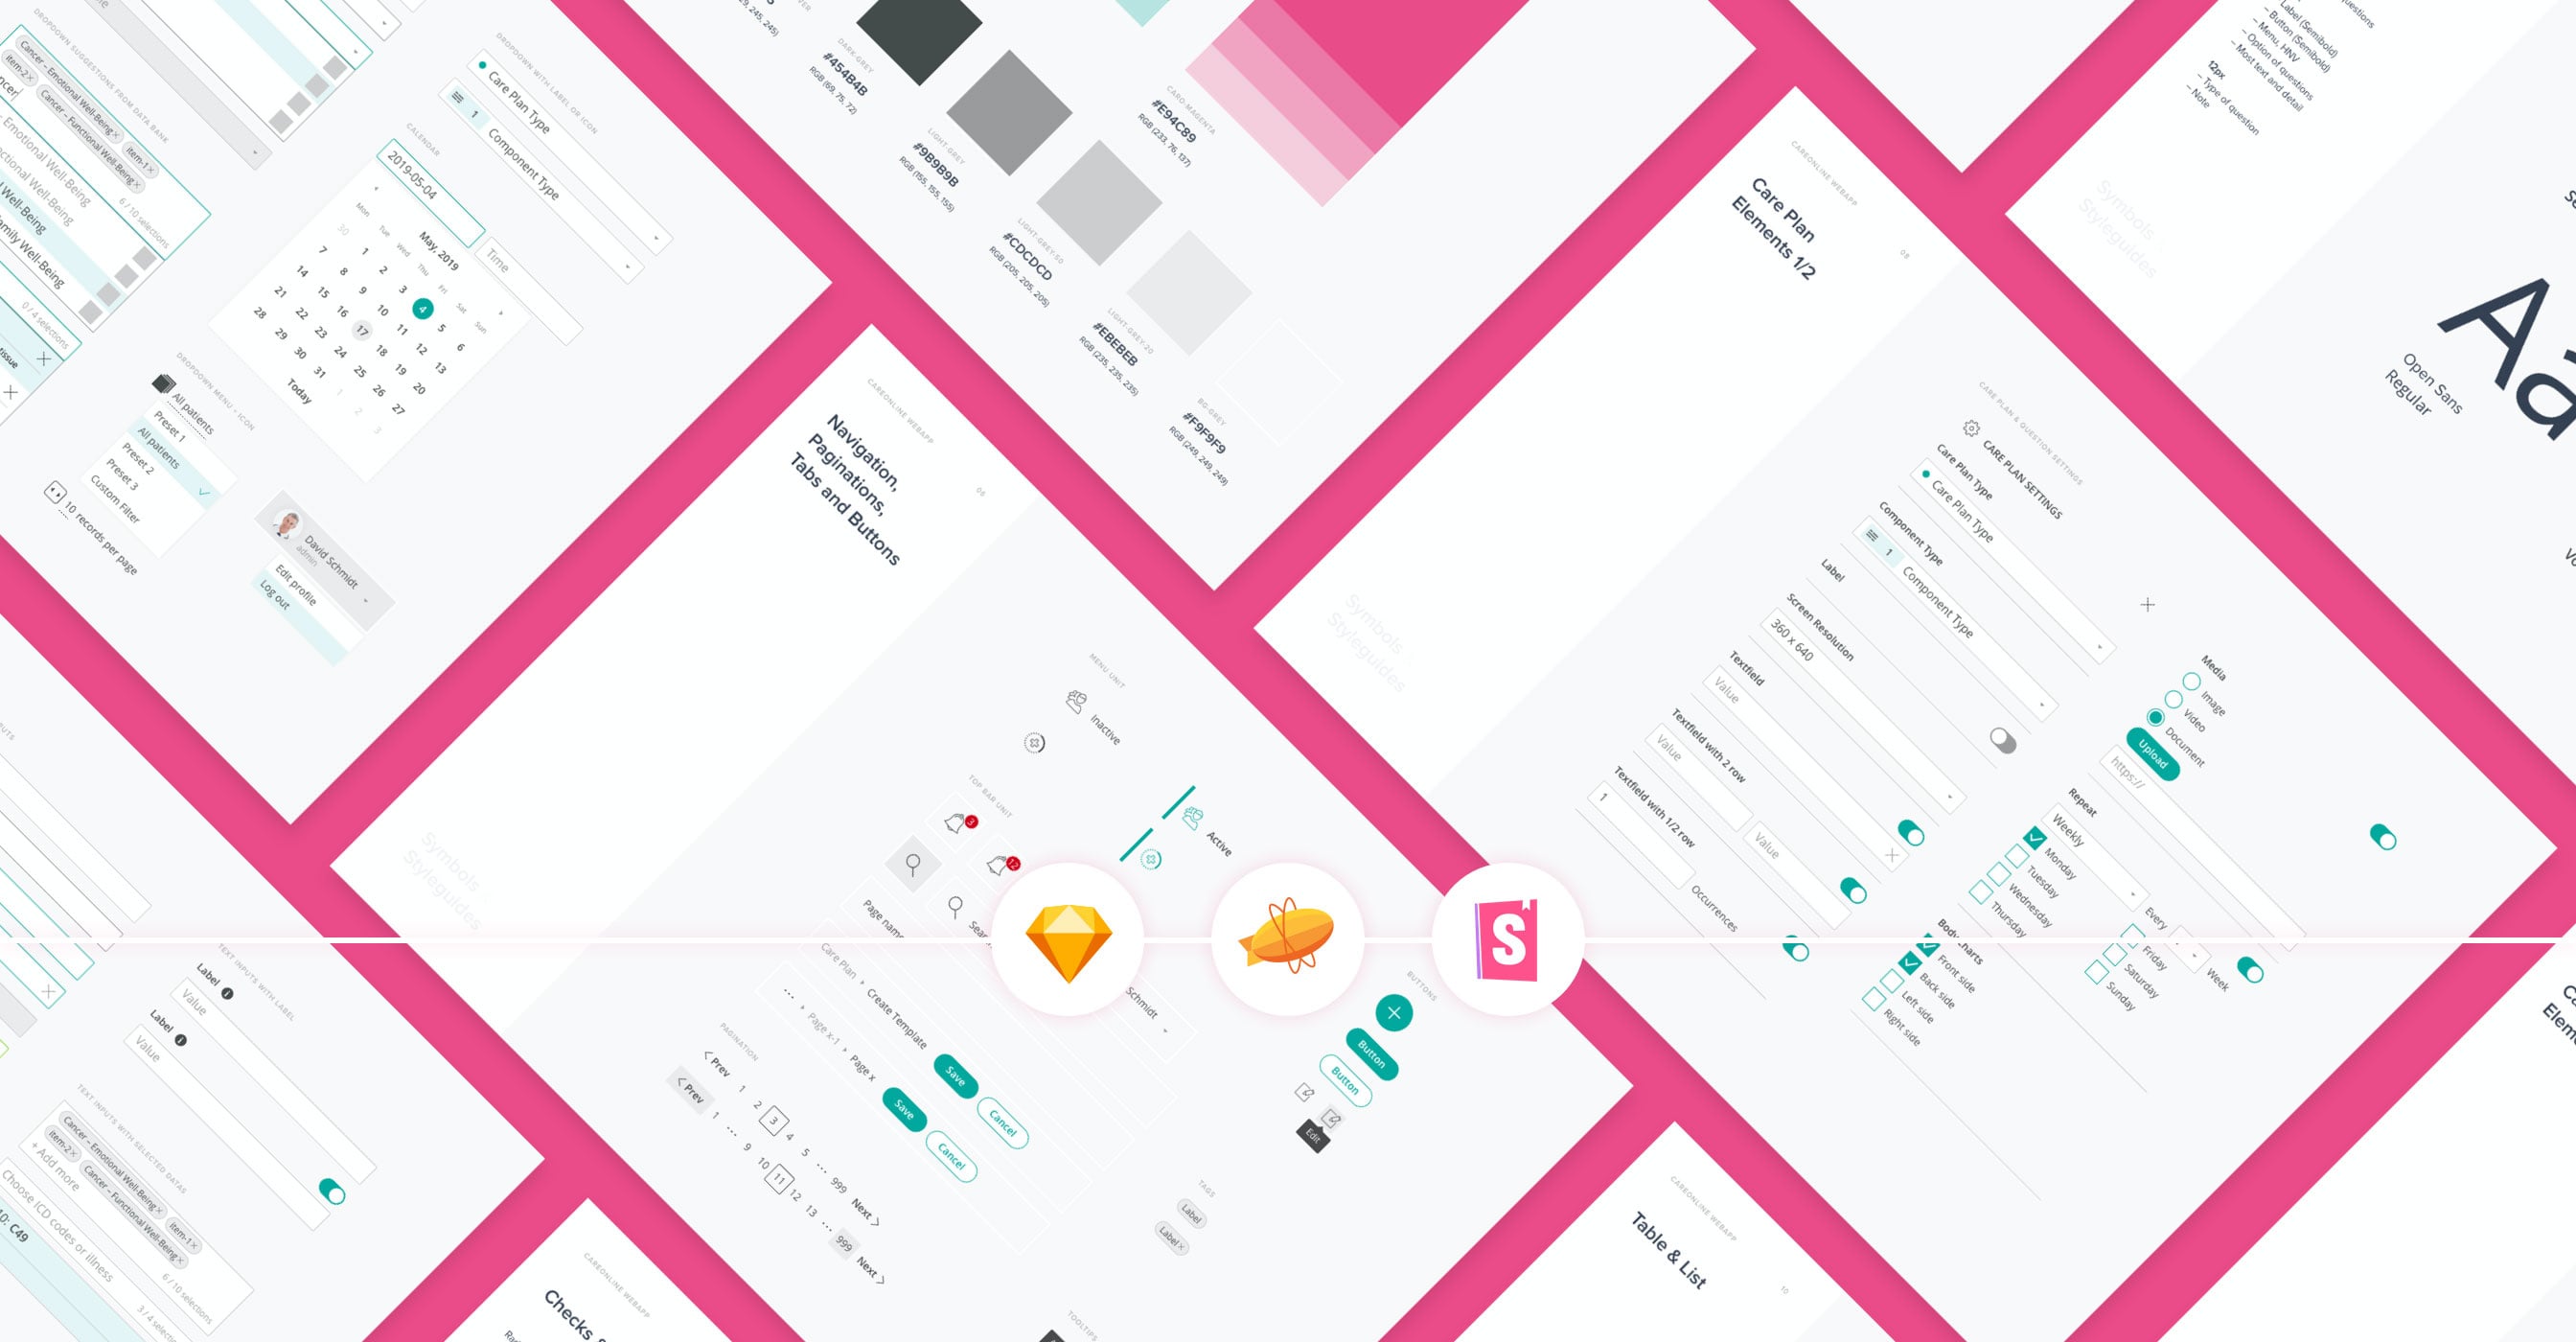 DROPDOWN SUGGESTIONS FROM DATA BANK
Cancer – Emotional Well-Being ×
item-2 ×
Cancer – Functional Well-Being ×
item-1 ×
6 / 10 selections
Emotional Well-Being
Well-Being
0 / 4 selections
DROPDOWN WITH LABEL OR ICON
Care Plan Type
1
Component Type
CALENDAR
2019-05-04
Time
May, 2019
Mon Tue Wed Thu Fri Sat Sun
30 1 2 3 4 5 6
7 8 9 10 11 12 13
14 15 16 17 18 19 20
21 22 23 24 25 26 27
28 29 30 31 1 2 3
Today
DROPDOWN MENU + ICON
All patients
Preset 1
All patients
Preset 2
Preset 3
Custom Filter
10 records per page
David Schmidt
admin
Edit profile
Log out
DARK-GREY
#454B4B
RGB (69, 75, 72)
LIGHT-GREY
#9B9B9B
RGB (155, 155, 155)
LIGHT-GREY-50
#CDCDCD
RGB (205, 205, 205)
LIGHT-GREY-20
#EBEBEB
RGB (235, 235, 235)
BG-GREY
#F9F9F9
RGB (249, 249, 249)
CARO-MAGENTA
#E94C89
RGB (233, 76, 137)
– Label (Semibold)
– Button (Semibold)
– Menu, HNV
– Option of questions
– Most text and detail
12px
– Type of question
– Note
Symbols
Styleguides
Aa
Open Sans
Regular
CAREONLINE WEBAPP
08
Care Plan
Elements 1/2
Symbols
Styleguides
CARE PLAN & QUESTION SETTINGS
CARE PLAN SETTINGS
Care Plan Type
Care Plan Type
Component Type
1
Component Type
Label
Screen Resolution
360 x 640
Textfield
Value
Textfield with 2 row
Value
Value
Textfield with 1/2 row
1
Occurrences
Media
Image
Video
Document
Upload
https://
Repeat
Weekly
Monday
Tuesday
Wednesday
Thursday
Every
Week
Friday
Saturday
Sunday
Body charts
Front side
Back side
Left side
Right side
CAREONLINE WEBAPP
06
Navigation,
Paginations,
Tabs and Buttons
Symbols
Styleguides
MENU UNIT
Inactive
Active
TOP BAR UNIT
3
12
Page name
Schmidt
Care Plan
Create Template
Save
Cancel
... Page x-1
Page x
Save
Cancel
PAGINATION
Prev 1 2 3 4 5 ... 999 Next
Prev 1 ... 9 10 11 12 13 ... 999 Next
BUTTONS
Button
Button
Edit
TAGS
Label
Label ×
TOOLTIPS
S
TEXT INPUTS WITH LABEL
Label
Value
Label
Value
TEXT INPUTS WITH SELECTED DATAS
Cancer – Emotional Well-Being ×
item-2 ×
Cancer – Functional Well-Being ×
item-1 ×
+ Add more
6 / 10 selections
Choose ICD codes or illness
CAREONLINE WEBAPP
Checks
CAREONLINE WEBAPP
10
Table & List